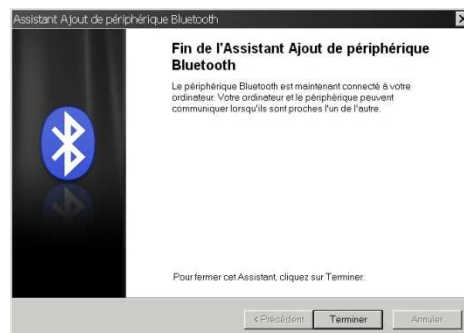 Assistant Ajout de périphérique Bluetooth
Fin de l'Assistant Ajout de périphérique
Bluetooth
Le périphérique Bluetooth est maintenant connecté à votre
ordinateur. Votre ordinateur et le périphérique peuvent
communiquer lorsqu'ils sont proches l'un de l'autre.
Pour fermer cet Assistant, cliquez sur Terminer.
< Précédent Terminer Annuler